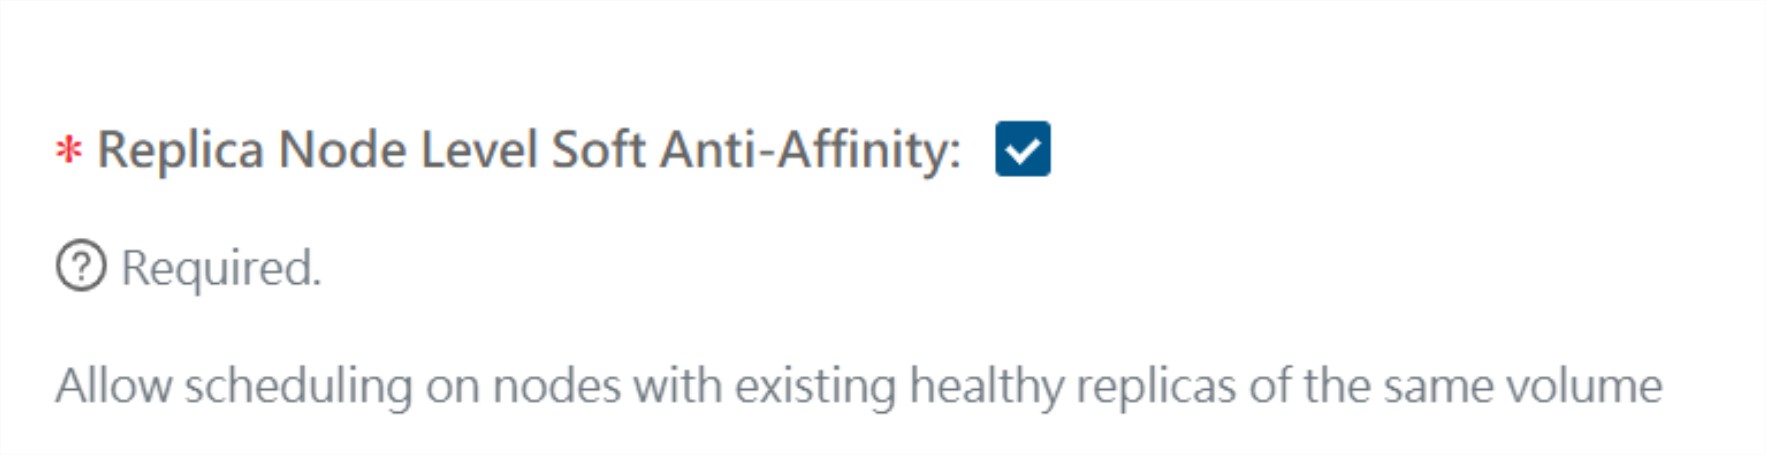 * Replica Node Level Soft Anti-Affinity:
? Required.
Allow scheduling on nodes with existing healthy replicas of the same volume